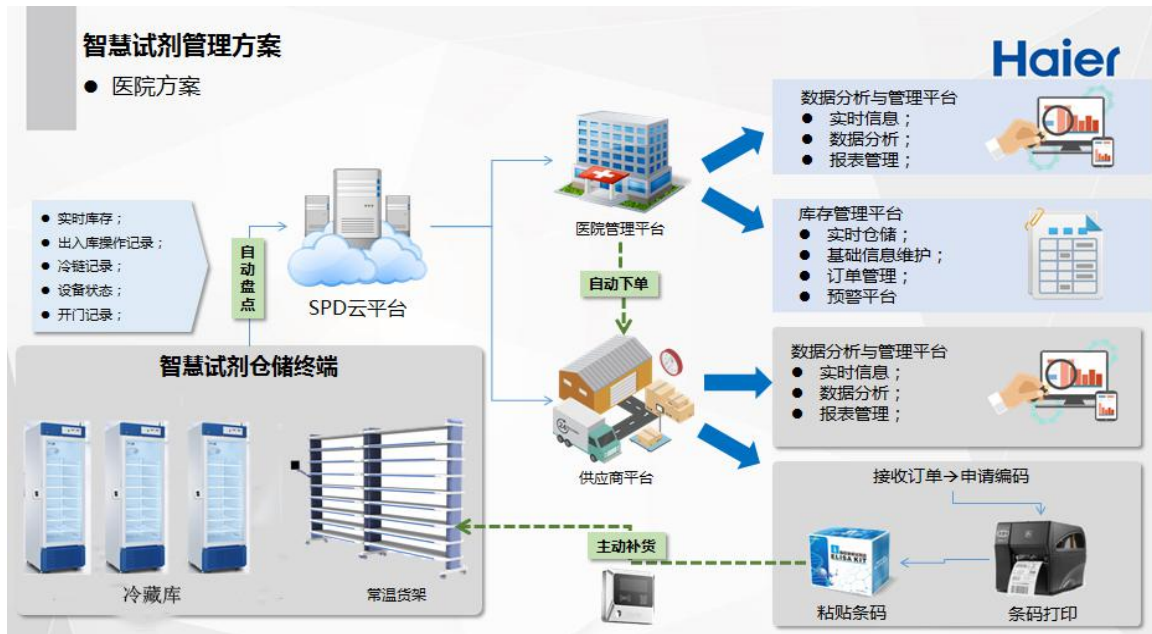 智慧试剂管理方案
Haier
● 医院方案
数据分析与管理平台
● 实时信息；
● 数据分析；
● 报表管理；
● 实时库存；
● 出入库操作记录；
● 冷链记录；
● 设备状态；
● 开门记录；
自动盘点
SPD云平台
医院管理平台
库存管理平台
● 实时仓储；
● 基础信息维护；
● 订单管理；
● 预警平台
自动下单
智慧试剂仓储终端
数据分析与管理平台
● 实时信息；
● 数据分析；
● 报表管理；
供应商平台
接收订单→申请编码
主动补货
ELISA KIT
冷藏库
常温货架
粘贴条码
条码打印